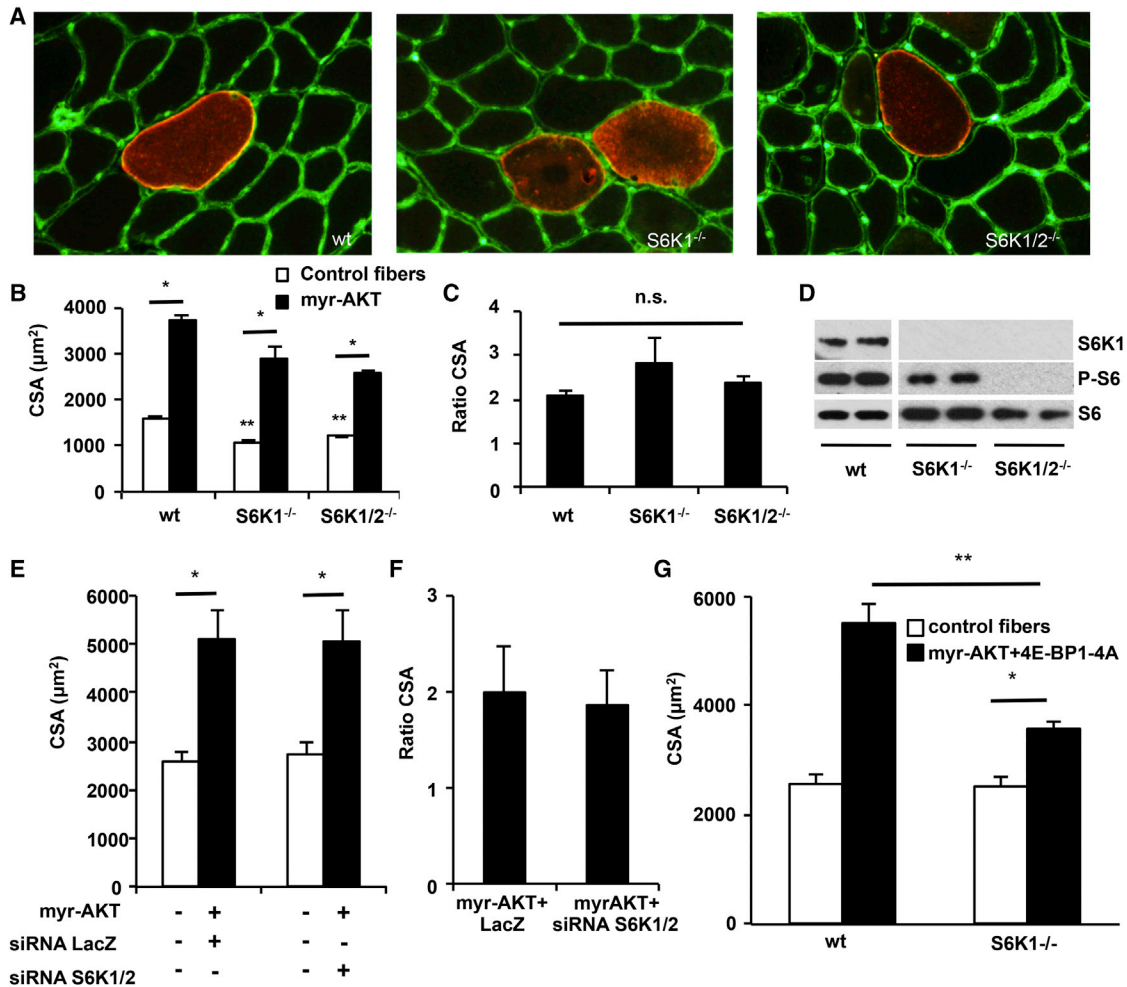 A
wt
S6K1-/-
S6K1/2-/-
B
Control fibers
myr-AKT
CSA (µm²)
4000
3000
2000
1000
0
*
*
*
**
**
wt
S6K1-/-
S6K1/2-/-
C
n.s.
Ratio CSA
4
3
2
1
0
wt
S6K1-/-
S6K1/2-/-
D
S6K1
P-S6
S6
wt
S6K1-/-
S6K1/2-/-
E
CSA (µm²)
6000
5000
4000
3000
2000
1000
0
*
*
myr-AKT - + - +
siRNA LacZ - + - -
siRNA S6K1/2 - - - +
F
Ratio CSA
3
2
1
0
myr-AKT+ LacZ
myrAKT+ siRNA S6K1/2
G
**
control fibers
myr-AKT+4E-BP1-4A
*
CSA (µm²)
6000
4000
2000
0
wt
S6K1-/-